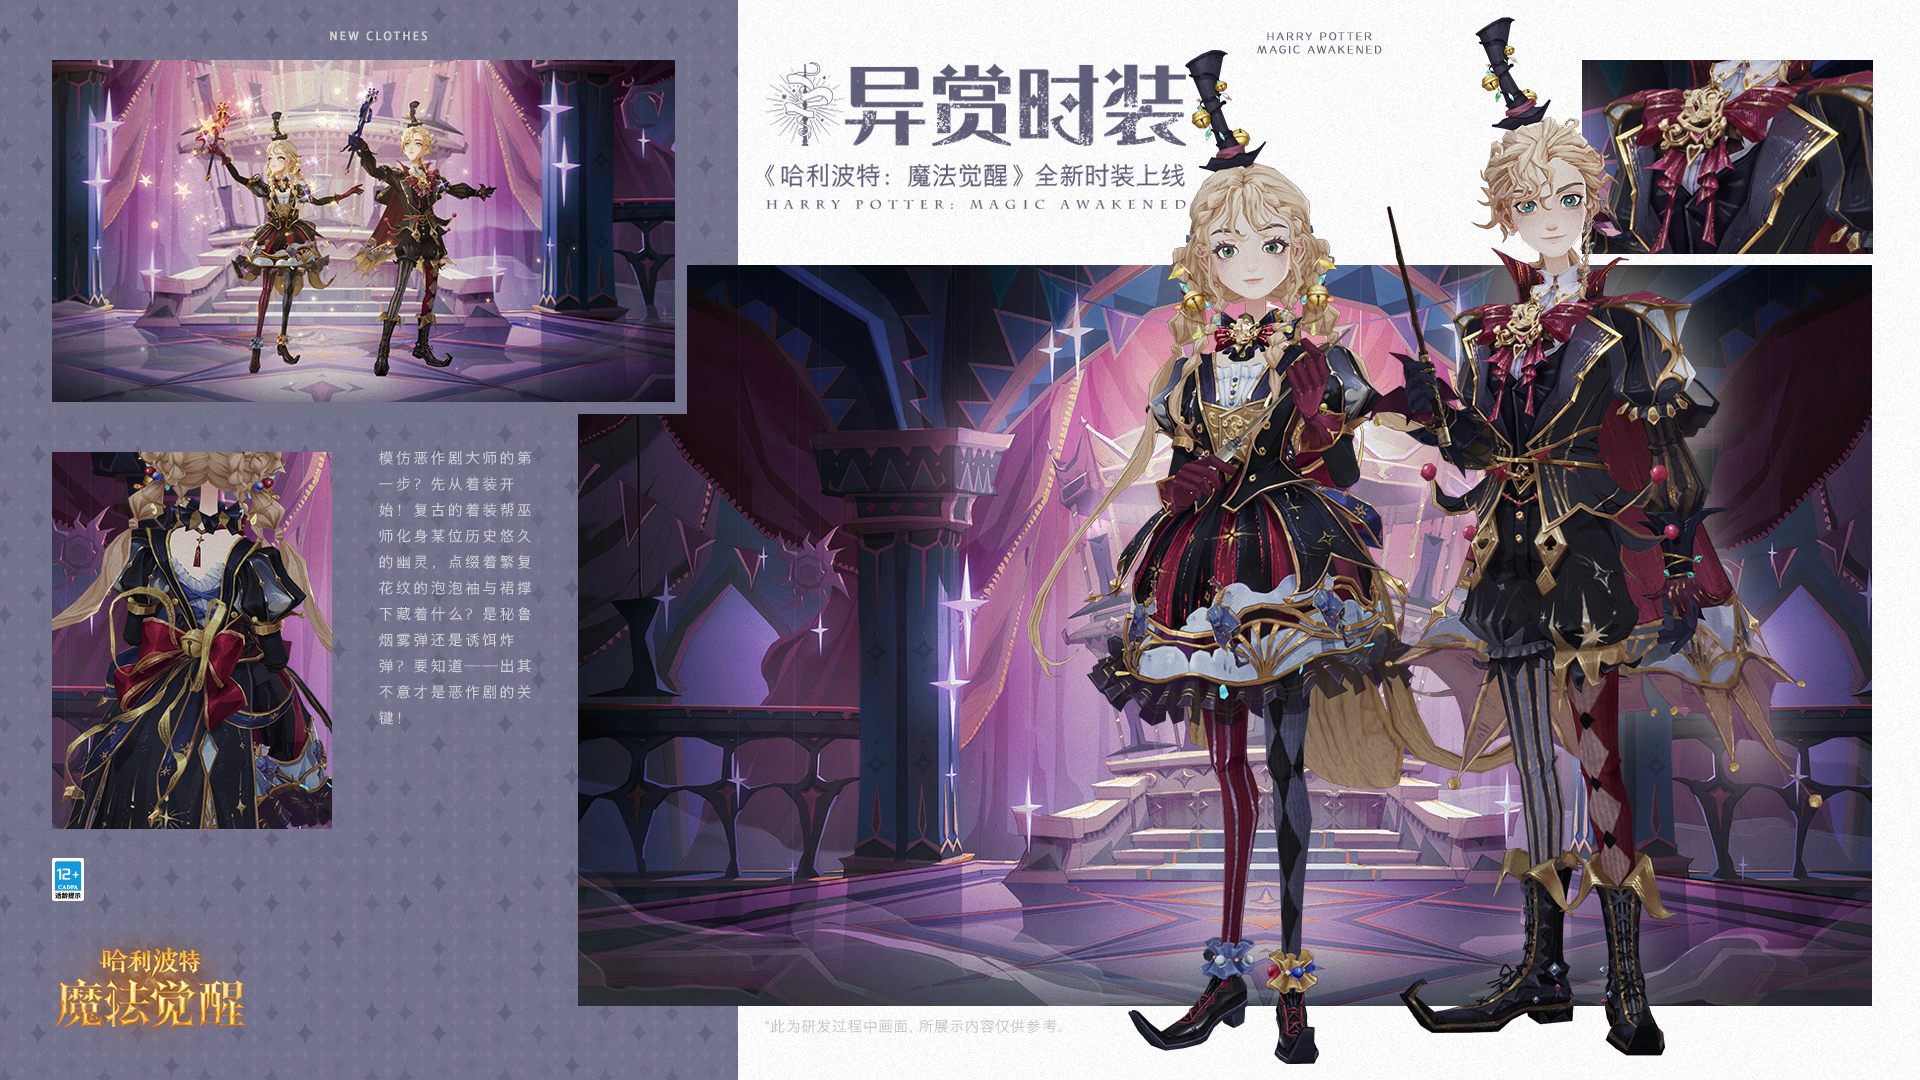 NEW CLOTHES
HARRY POTTER
MAGIC AWAKENED
异赏时装
《哈利波特：魔法觉醒》全新时装上线
HARRY POTTER: MAGIC AWAKENED
模仿恶作剧大师的第
一步？先从着装开
始！复古的着装帮巫
师化身某位历史悠久
的幽灵，点缀着繁复
花纹的泡泡袖与裙撑
下藏着什么？是秘鲁
烟雾弹还是诱饵炸
弹？要知道——出其
不意才是恶作剧的关
键！
12+
CADPA
适龄提示
哈利波特
魔法觉醒
*此为研发过程中画面, 所展示内容仅供参考。